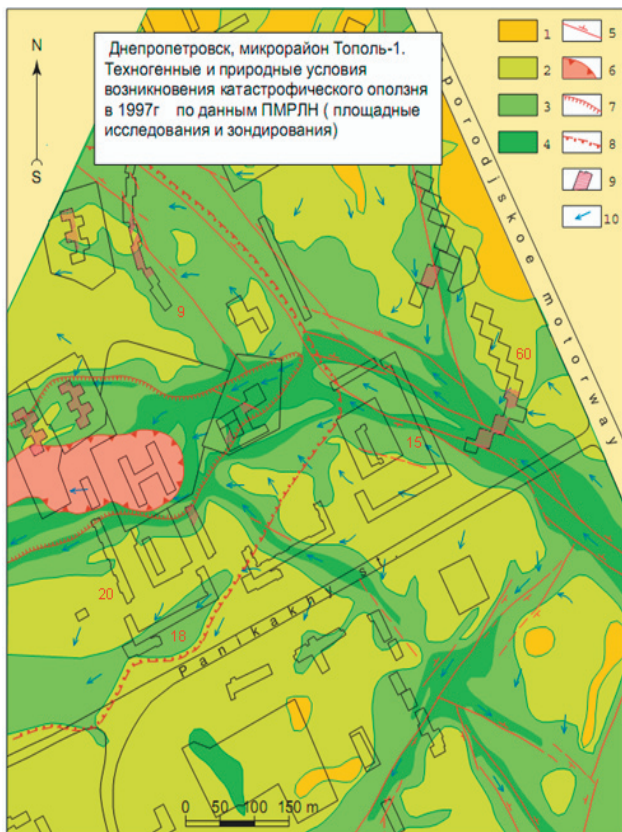 N
S
Днепропетровск, микрорайон Тополь-1.
Техногенные и природные условия
возникновения катастрофического оползня
в 1997г по данным ПМРЛН ( площадные
исследования и зондирования)
1 5
2 6
3 7
4 8
9
10
porodjskoe motorway
9
60
15
20
18
Panikakhy st.
0 50 100 150 m